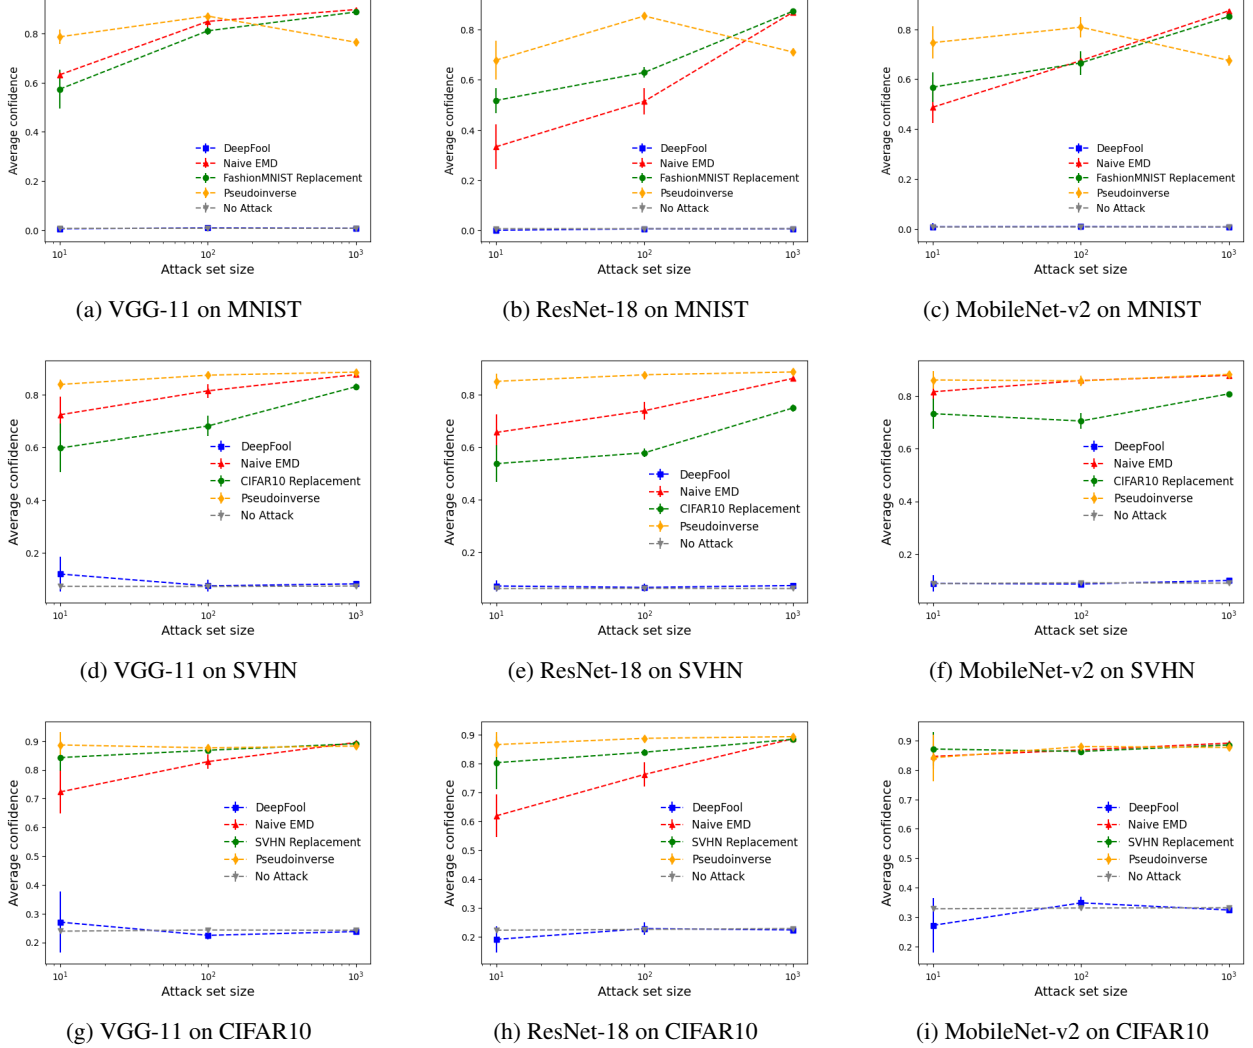 0.8
0.6
0.4
0.2
0.0
10¹
10²
10³
Average confidence
Attack set size
DeepFool
Naive EMD
FashionMNIST Replacement
Pseudoinverse
No Attack
(a) VGG-11 on MNIST
0.8
0.6
0.4
0.2
0.0
10¹
10²
10³
Average confidence
Attack set size
DeepFool
Naive EMD
FashionMNIST Replacement
Pseudoinverse
No Attack
(b) ResNet-18 on MNIST
0.8
0.6
0.4
0.2
0.0
10¹
10²
10³
Average confidence
Attack set size
DeepFool
Naive EMD
FashionMNIST Replacement
Pseudoinverse
No Attack
(c) MobileNet-v2 on MNIST
0.8
0.6
0.4
0.2
10¹
10²
10³
Average confidence
Attack set size
DeepFool
Naive EMD
CIFAR10 Replacement
Pseudoinverse
No Attack
(d) VGG-11 on SVHN
0.8
0.6
0.4
0.2
10¹
10²
10³
Average confidence
Attack set size
DeepFool
Naive EMD
CIFAR10 Replacement
Pseudoinverse
No Attack
(e) ResNet-18 on SVHN
0.8
0.6
0.4
0.2
10¹
10²
10³
Average confidence
Attack set size
DeepFool
Naive EMD
CIFAR10 Replacement
Pseudoinverse
No Attack
(f) MobileNet-v2 on SVHN
0.9
0.8
0.7
0.6
0.5
0.4
0.3
0.2
10¹
10²
10³
Average confidence
Attack set size
DeepFool
Naive EMD
SVHN Replacement
Pseudoinverse
No Attack
(g) VGG-11 on CIFAR10
0.9
0.8
0.7
0.6
0.5
0.4
0.3
0.2
10¹
10²
10³
Average confidence
Attack set size
DeepFool
Naive EMD
SVHN Replacement
Pseudoinverse
No Attack
(h) ResNet-18 on CIFAR10
0.9
0.8
0.7
0.6
0.5
0.4
0.3
0.2
10¹
10²
10³
Average confidence
Attack set size
DeepFool
Naive EMD
SVHN Replacement
Pseudoinverse
No Attack
(i) MobileNet-v2 on CIFAR10